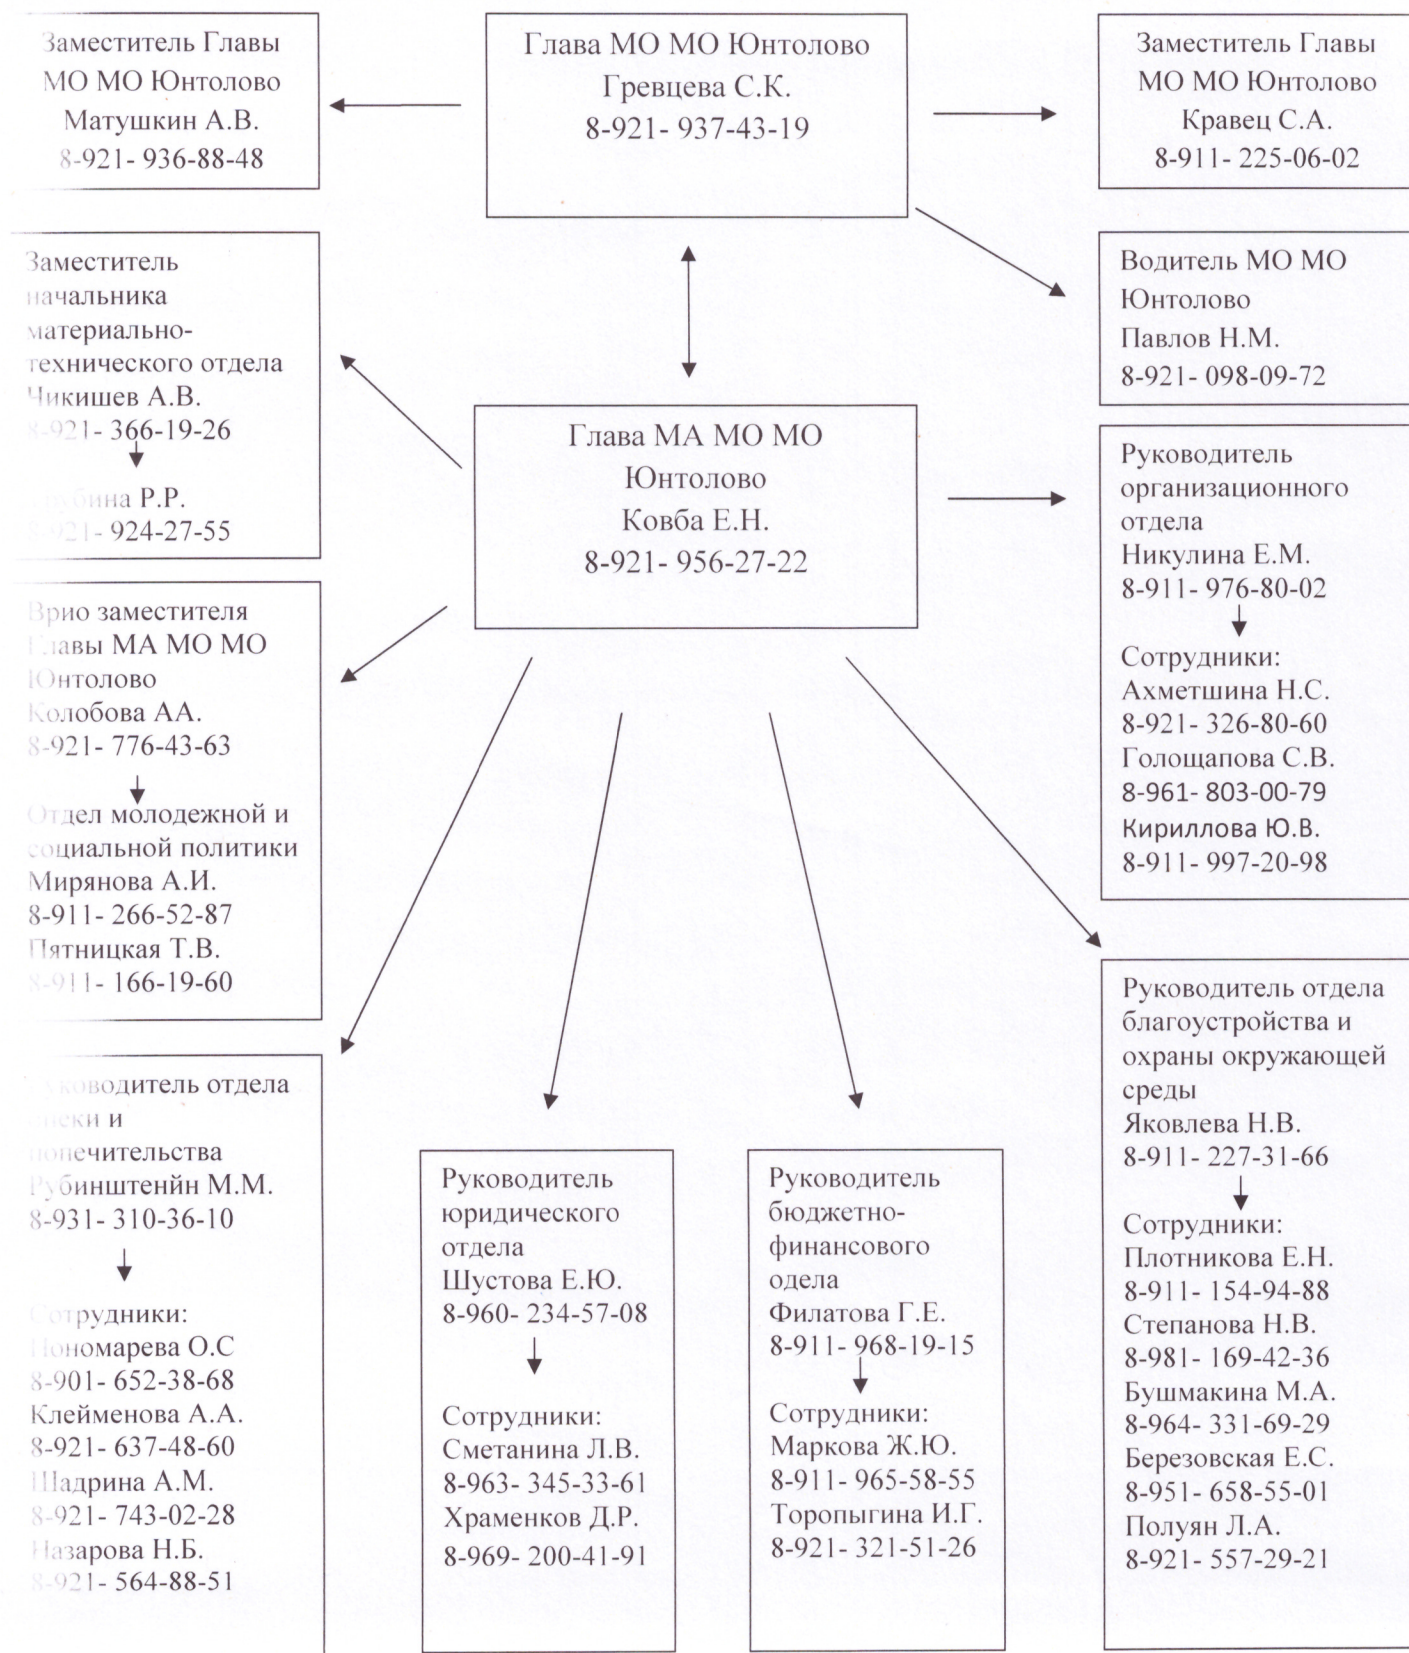 Заместитель Главы
МО МО Юнтолово
Матушкин А.В.
8-921- 936-88-48
Глава МО МО Юнтолово
Гревцева С.К.
8-921- 937-43-19
Заместитель Главы
МО МО Юнтолово
Кравец С.А.
8-911- 225-06-02
Водитель МО МО
Юнтолово
Павлов Н.М.
8-921- 098-09-72
Заместитель
начальника
материально-
технического отдела
Чикишев А.В.
8-921- 366-19-26
Р.Р.
8-921- 924-27-55
Глава МА МО МО
Юнтолово
Ковба Е.Н.
8-921- 956-27-22
Руководитель
организационного
отдела
Никулина Е.М.
8-911- 976-80-02
Сотрудники:
Ахметшина Н.С.
8-921- 326-80-60
Голощапова С.В.
8-961- 803-00-79
Кириллова Ю.В.
8-911- 997-20-98
Врио заместителя
Главы МА МО МО
Юнтолово
Колобова АА.
8-921- 776-43-63
Отдел молодежной и
социальной политики
Мирянова А.И.
8-911- 266-52-87
Пятницкая Т.В.
8-911- 166-19-60
Руководитель отдела
опеки и
попечительства
Рубинштенйн М.М.
8-931- 310-36-10
Сотрудники:
Пономарева О.С
8-901- 652-38-68
Клейменова А.А.
8-921- 637-48-60
Шадрина А.М.
8-921- 743-02-28
Назарова Н.Б.
8-921- 564-88-51
Руководитель
юридического
отдела
Шустова Е.Ю.
8-960- 234-57-08
Сотрудники:
Сметанина Л.В.
8-963- 345-33-61
Храменков Д.Р.
8-969- 200-41-91
Руководитель
бюджетно-
финансового
одела
Филатова Г.Е.
8-911- 968-19-15
Сотрудники:
Маркова Ж.Ю.
8-911- 965-58-55
Торопыгина И.Г.
8-921- 321-51-26
Руководитель отдела
благоустройства и
охраны окружающей
среды
Яковлева Н.В.
8-911- 227-31-66
Сотрудники:
Плотникова Е.Н.
8-911- 154-94-88
Степанова Н.В.
8-981- 169-42-36
Бушмакина М.А.
8-964- 331-69-29
Березовская Е.С.
8-951- 658-55-01
Полуян Л.А.
8-921- 557-29-21